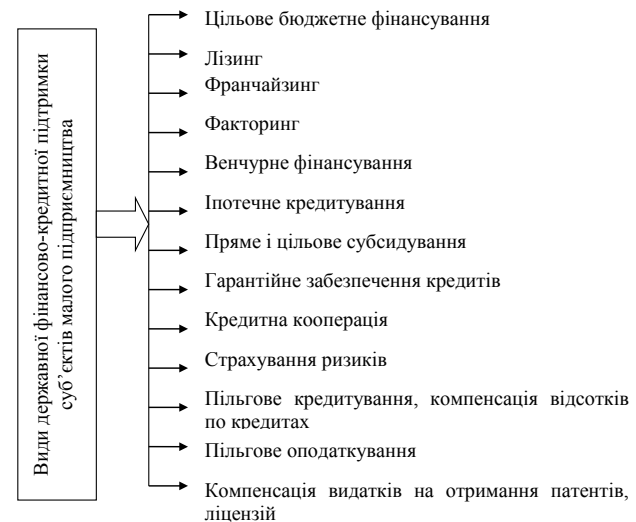 Види державної фінансово-кредитної підтримки
суб’єктів малого підприємництва
Цільове бюджетне фінансування
Лізинг
Франчайзинг
Факторинг
Венчурне фінансування
Іпотечне кредитування
Пряме і цільове субсидування
Гарантійне забезпечення кредитів
Кредитна кооперація
Страхування ризиків
Пільгове кредитування, компенсація відсотків
по кредитах
Пільгове оподаткування
Компенсація видатків на отримання патентів,
ліцензій